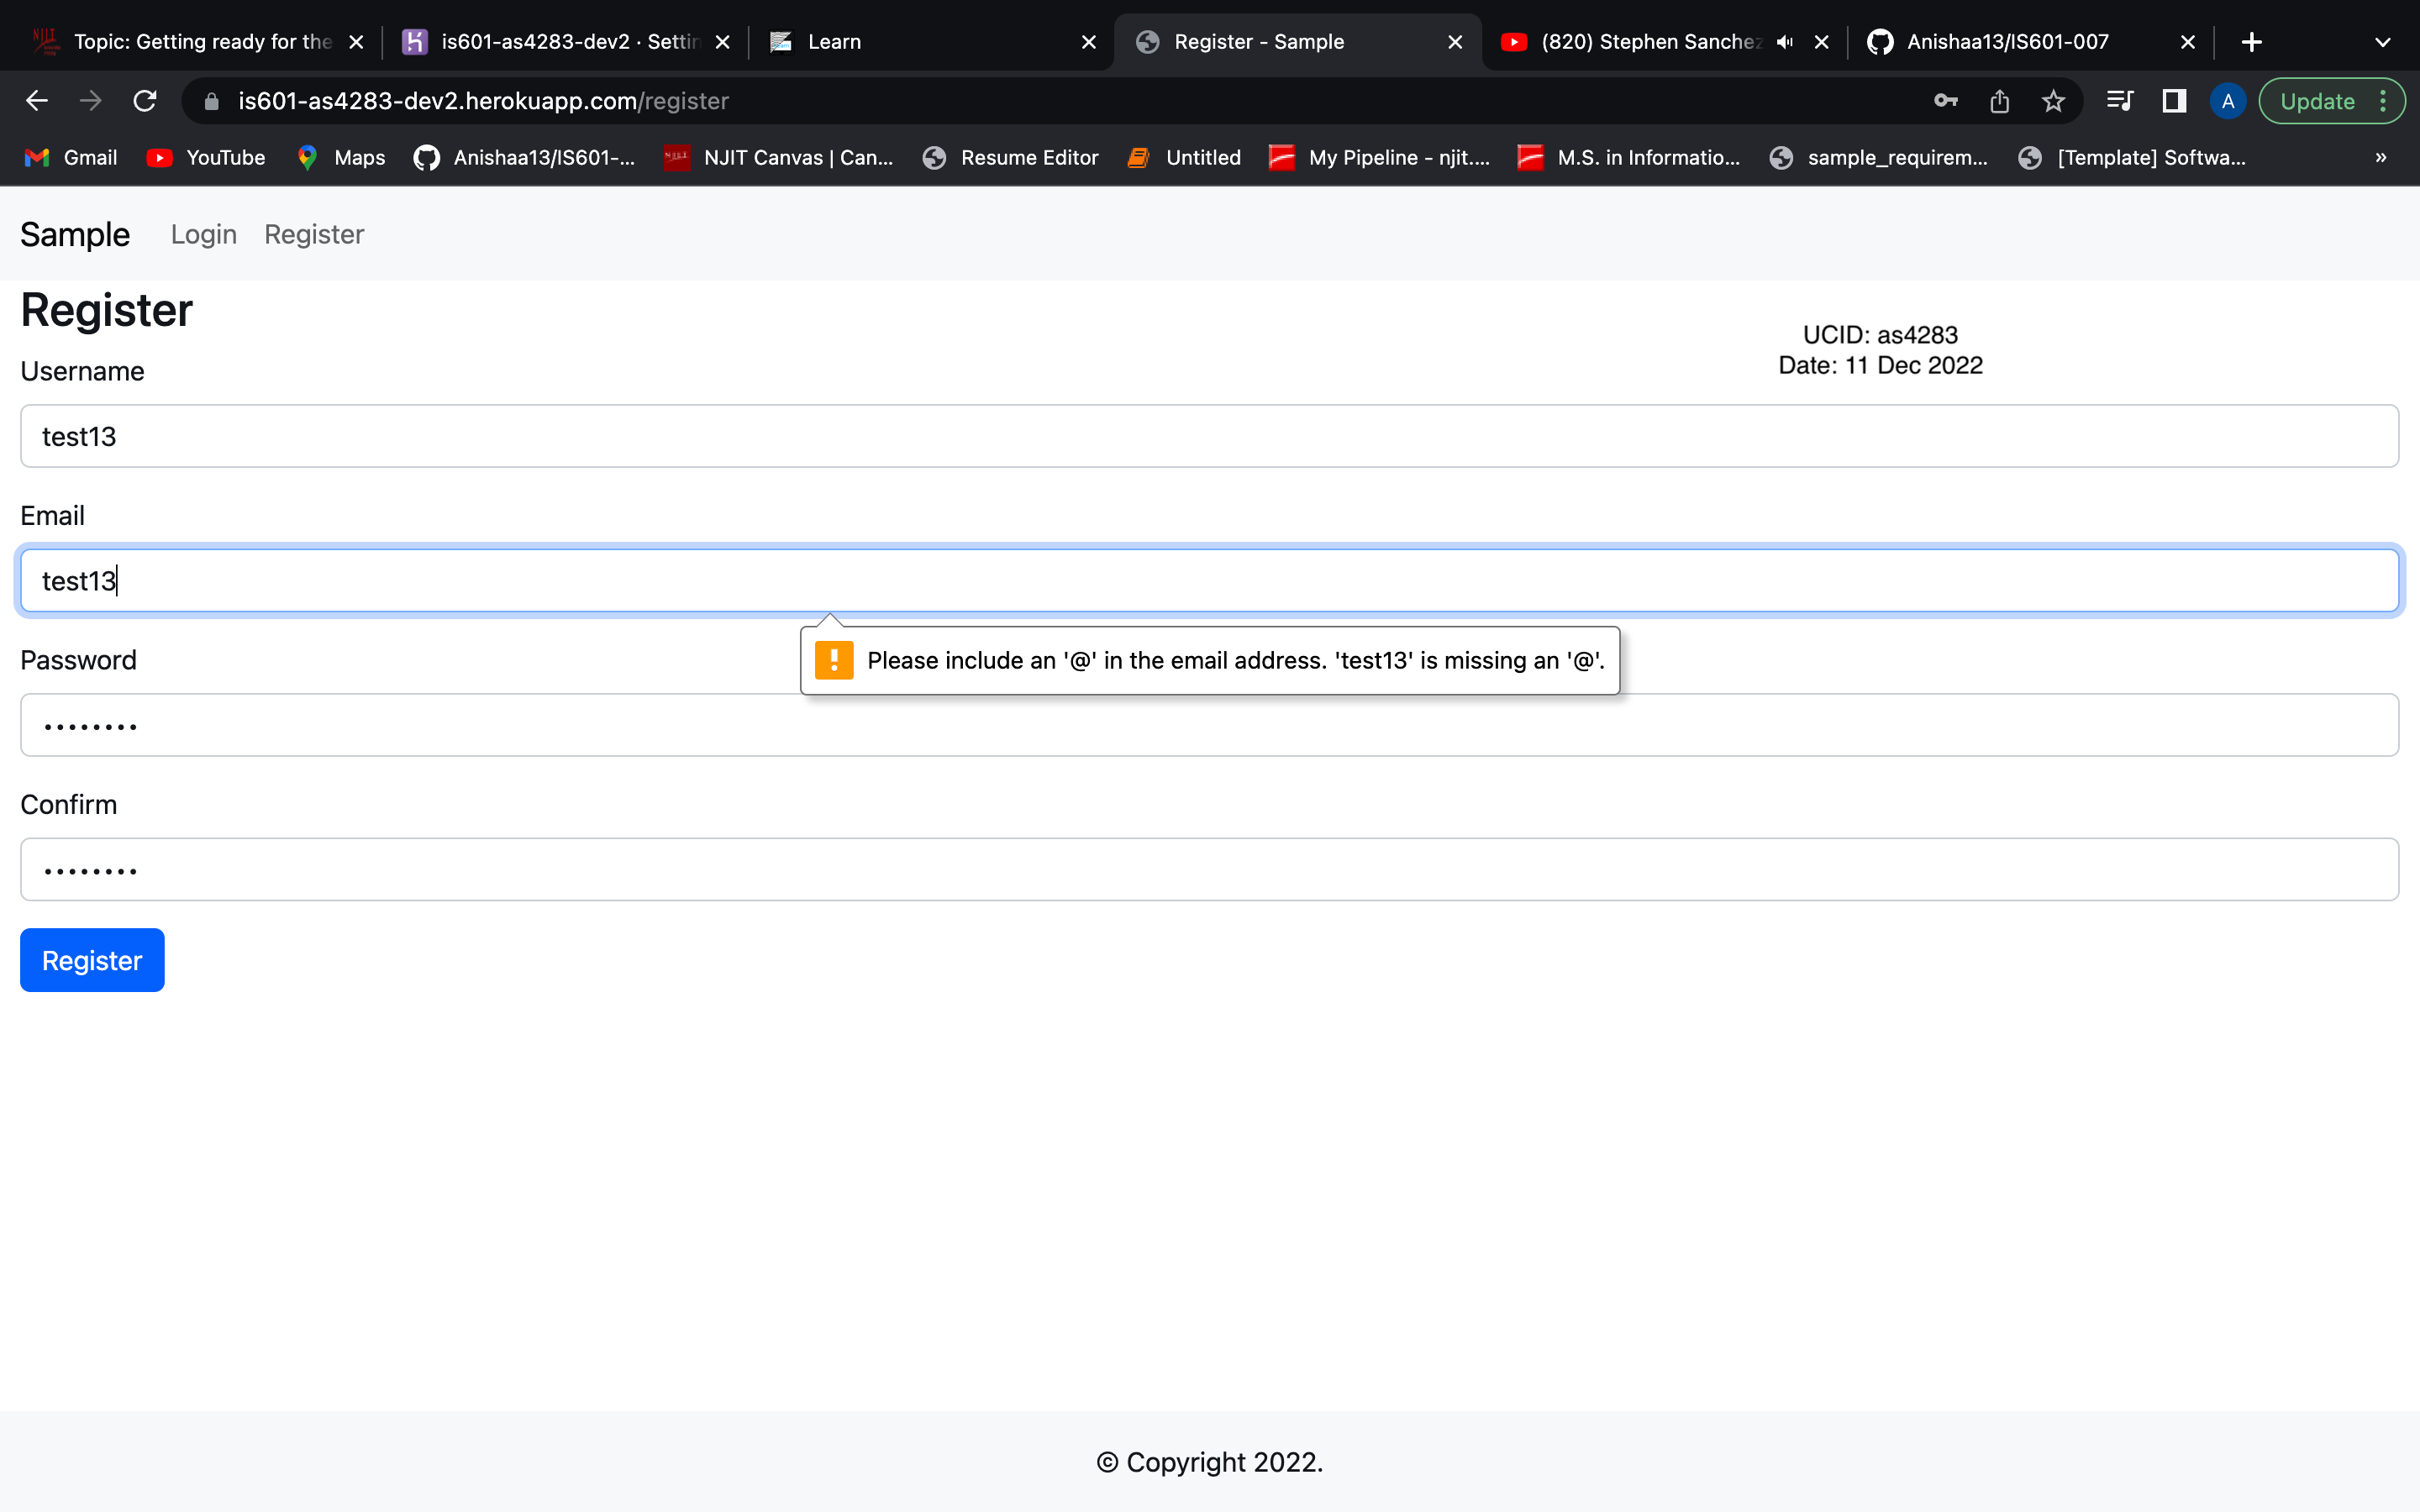 Topic: Getting ready for the
is601-as4283-dev2 · Settin
Learn
Register - Sample
(820) Stephen Sanchez
Anishaa13/IS601-007
is601-as4283-dev2.herokuapp.com/register
A
Update
Gmail
YouTube
Maps
Anishaa13/IS601-...
NJIT Canvas | Can...
Resume Editor
Untitled
My Pipeline - njit....
M.S. in Informatio...
sample_requirem...
[Template] Softwa...
»
Sample
Login
Register
Register
UCID: as4283
Date: 11 Dec 2022
Username
test13
Email
test13
Please include an '@' in the email address. 'test13' is missing an '@'.
Password
••••••••
Confirm
••••••••
Register
© Copyright 2022.